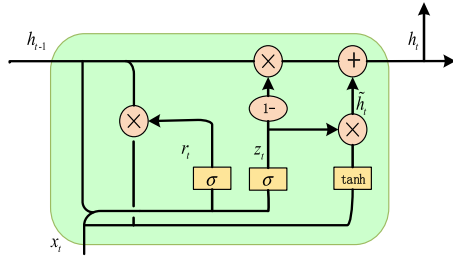 h_{t-1}
h_t
×
+
1-
h̃_t
×
×
r_t
z_t
σ
σ
tanh
x_t